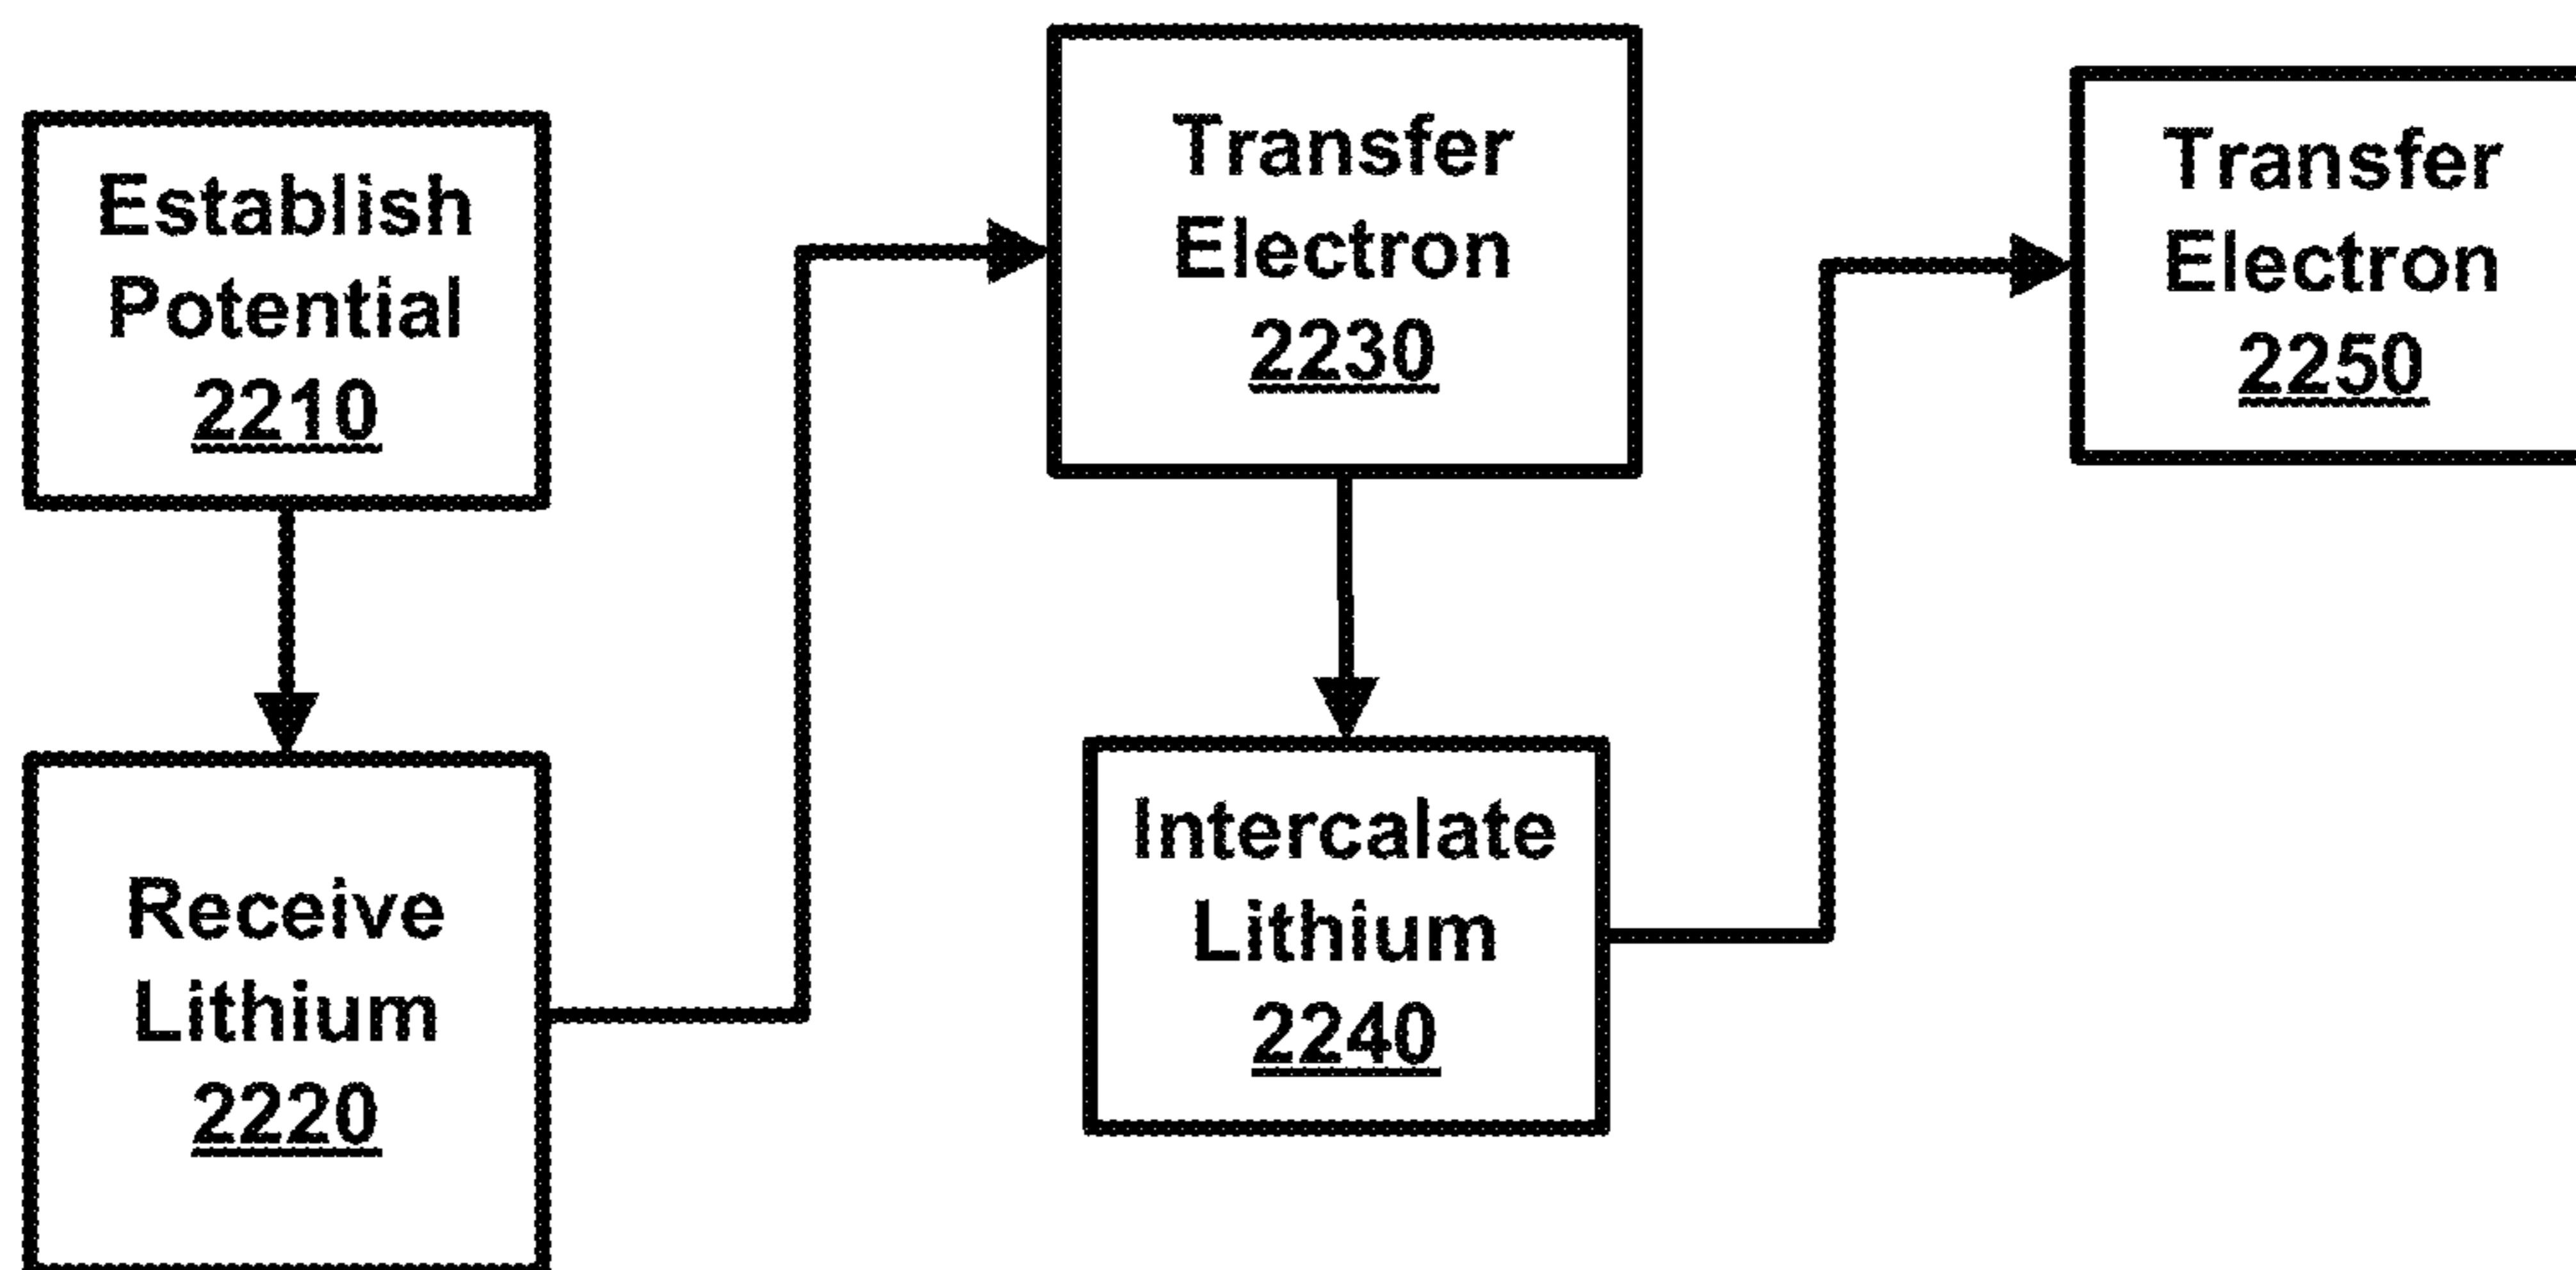 Establish
Potential
2210
Receive
Lithium
2220
Transfer
Electron
2230
Intercalate
Lithium
2240
Transfer
Electron
2250